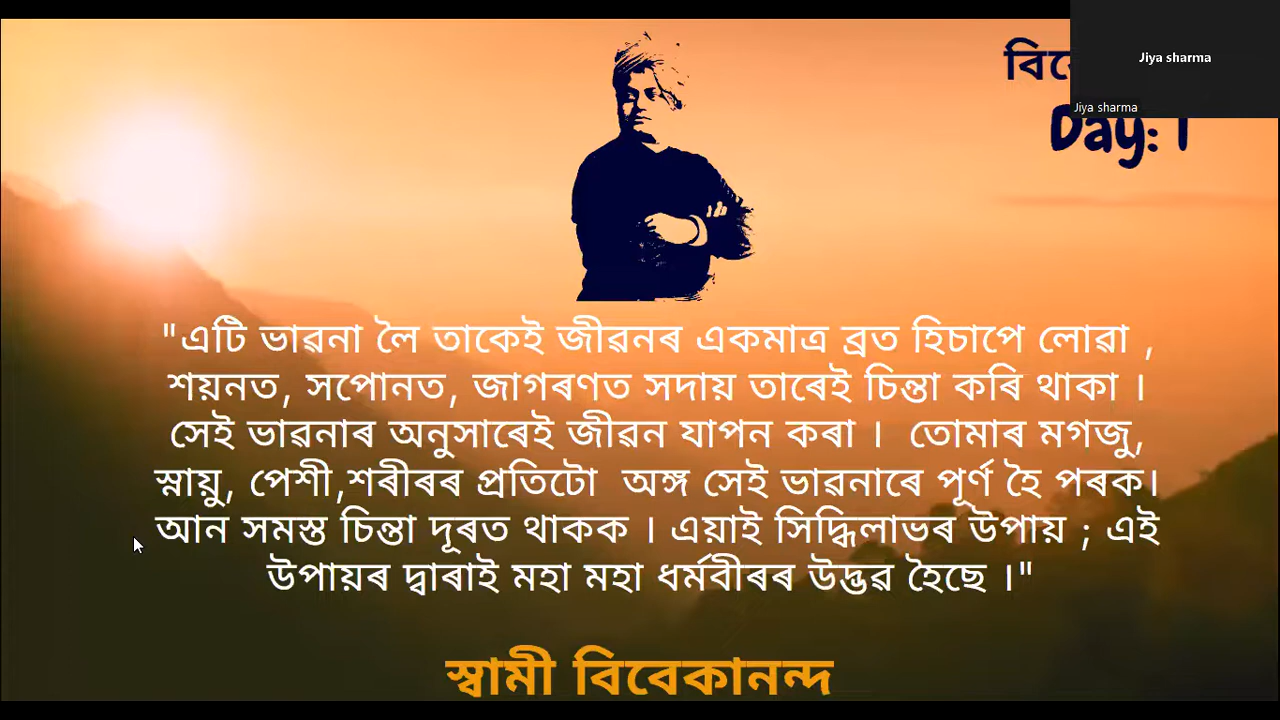 Jiya sharma
Jiya sharma
Day: 1
"এটি ভাৱনা লৈ তাকেই জীৱনৰ একমাত্ৰ ব্ৰত হিচাপে লোৱা ,
শয়নত, সপোনত, জাগৰণত সদায় তাৰেই চিন্তা কৰি থাকা ।
সেই ভাৱনাৰ অনুসাৰেই জীৱন যাপন কৰা । তোমাৰ মগজু,
স্নায়ু, পেশী,শৰীৰৰ প্ৰতিটো অঙ্গ সেই ভাৱনাৰে পূৰ্ণ হৈ পৰক।
আন সমস্ত চিন্তা দূৰত থাকক । এয়াই সিদ্ধিলাভৰ উপায় ; এই
উপায়ৰ দ্বাৰাই মহা মহা ধৰ্মবীৰৰ উদ্ভৱ হৈছে ।"
স্বামী বিবেকানন্দ